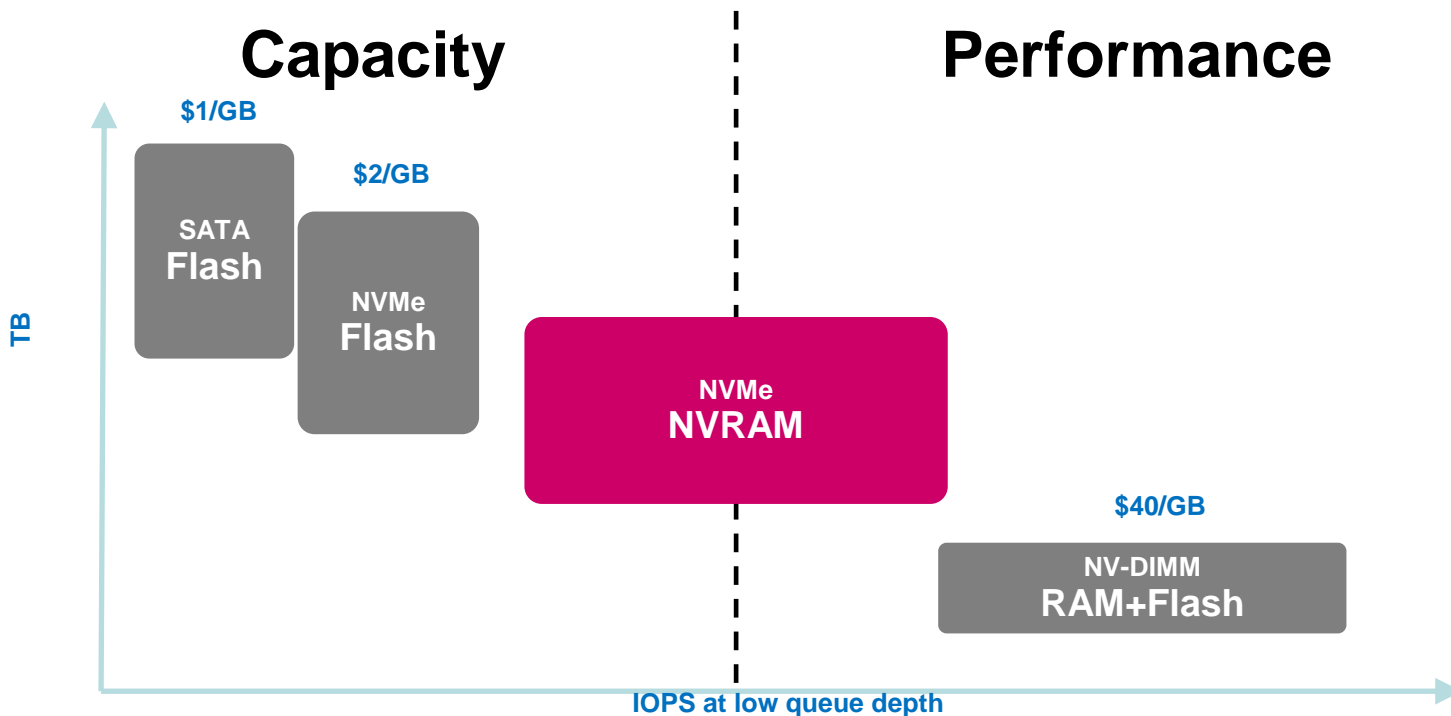 Capacity
Performance
$1/GB
$2/GB
SATA
Flash
NVMe
Flash
TB
NVMe
NVRAM
$40/GB
NV-DIMM
RAM+Flash
IOPS at low queue depth